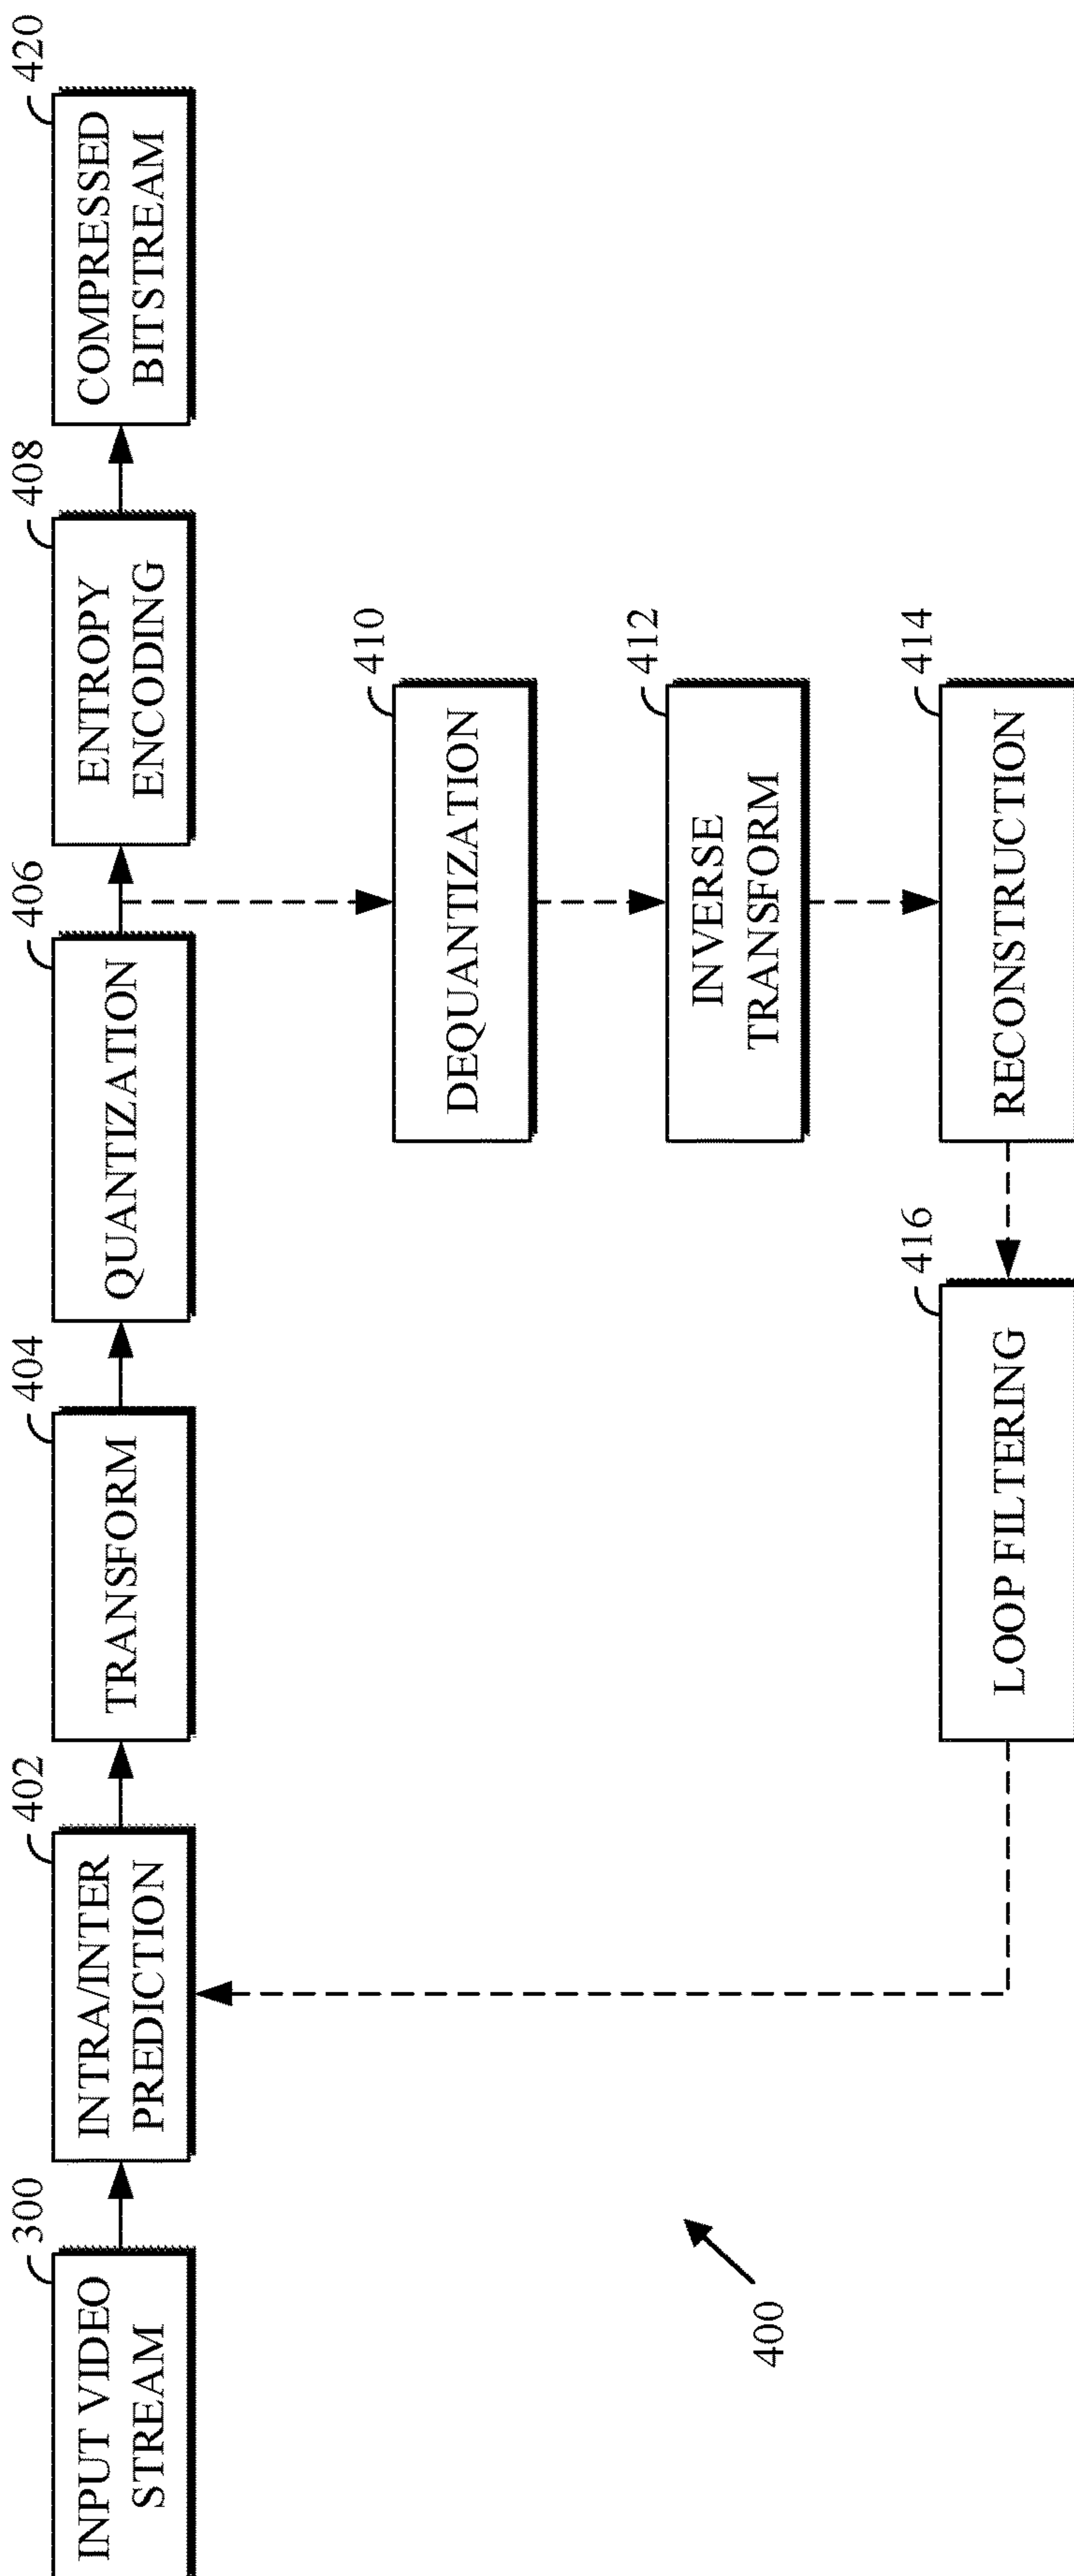 300
INPUT VIDEO
STREAM
402
INTRA/INTER
PREDICTION
404
TRANSFORM
406
QUANTIZATION
408
ENTROPY
ENCODING
420
COMPRESSED
BITSTREAM
410
DEQUANTIZATION
412
INVERSE
TRANSFORM
414
RECONSTRUCTION
416
LOOP FILTERING
400